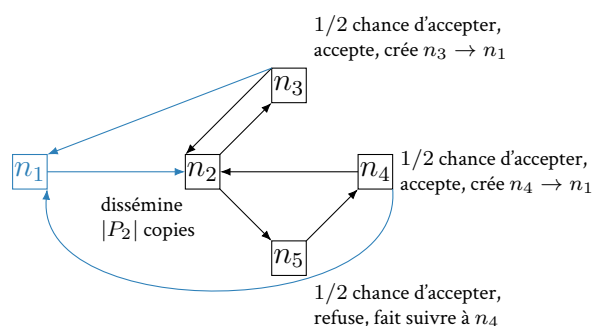 1/2 chance d’accepter,
accepte, crée n₃ → n₁
n₃
n₁
n₂
n₄
1/2 chance d’accepter,
accepte, crée n₄ → n₁
dissémine
|P₂| copies
n₅
1/2 chance d’accepter,
refuse, fait suivre à n₄